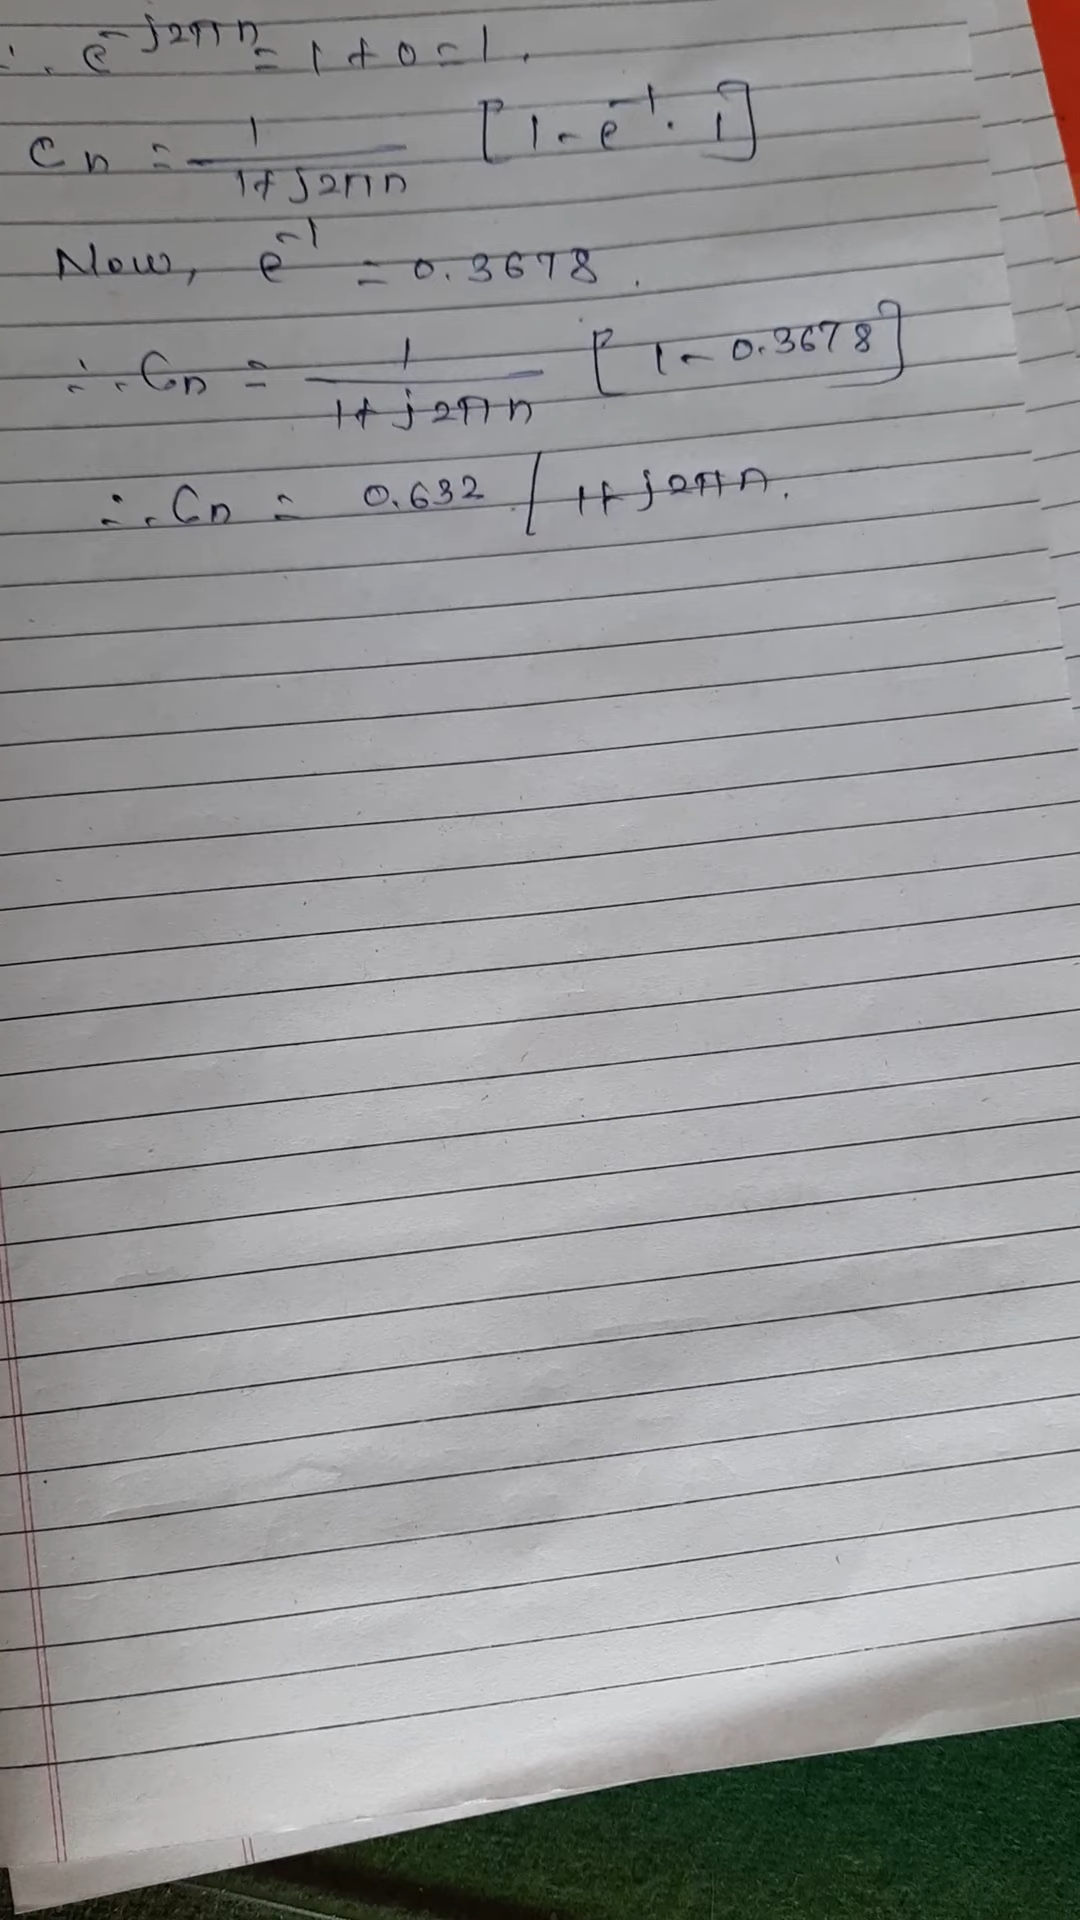 ∴ e^-j2πn = 1 + 0 = 1.
Cn = 1 / 1+j2πn [1 - e^-1 . 1]
Now, e^-1 = 0.3678.
∴ Cn = 1 / 1+j2πn [1 - 0.3678]
∴ Cn = 0.632 / 1+j2πn.